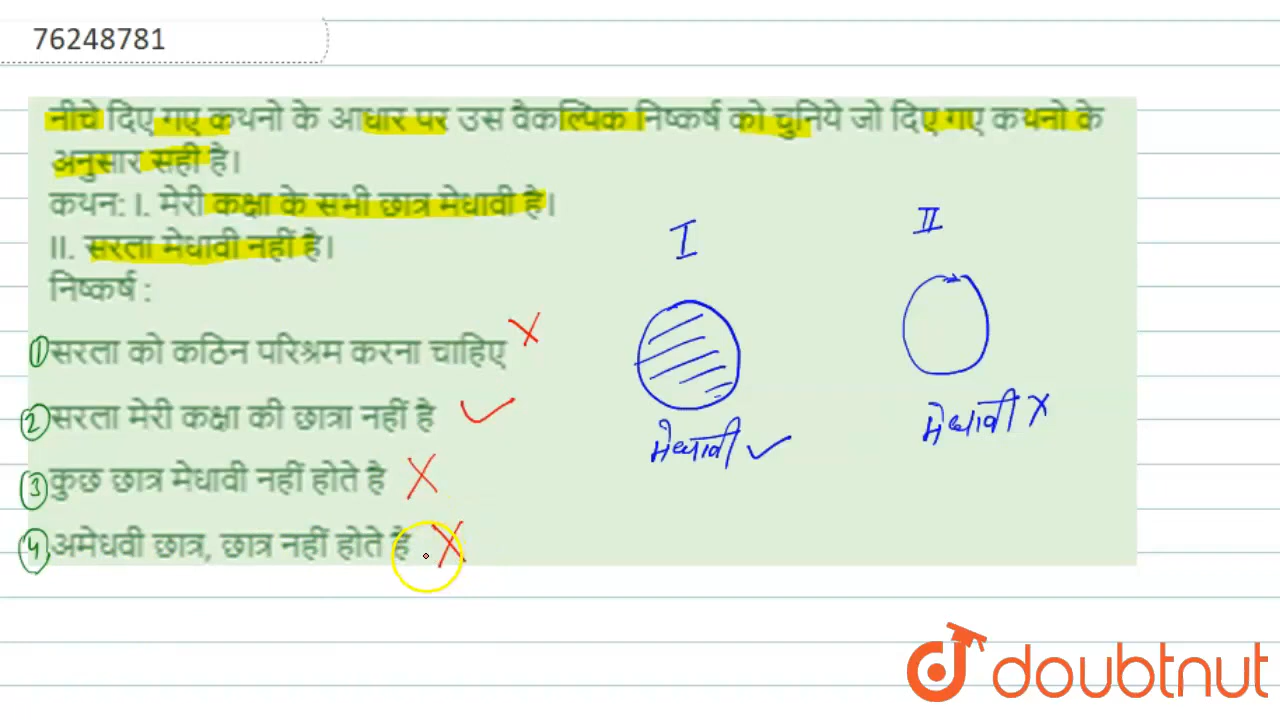 76248781
नीचे दिए गए कथनो के आधार पर उस वैकल्पिक निष्कर्ष को चुनिये जो दिए गए कथनो के
अनुसार सही है।
कथन: I. मेरी कक्षा के सभी छात्र मेधावी है।
II. सरला मेधावी नहीं है।
निष्कर्ष :
1 सरला को कठिन परिश्रम करना चाहिए
2 सरला मेरी कक्षा की छात्रा नहीं है
3 कुछ छात्र मेधावी नहीं होते है
4 अमेधवी छात्र, छात्र नहीं होते है
I
II
मेधावी
मेधावी
doubtnut